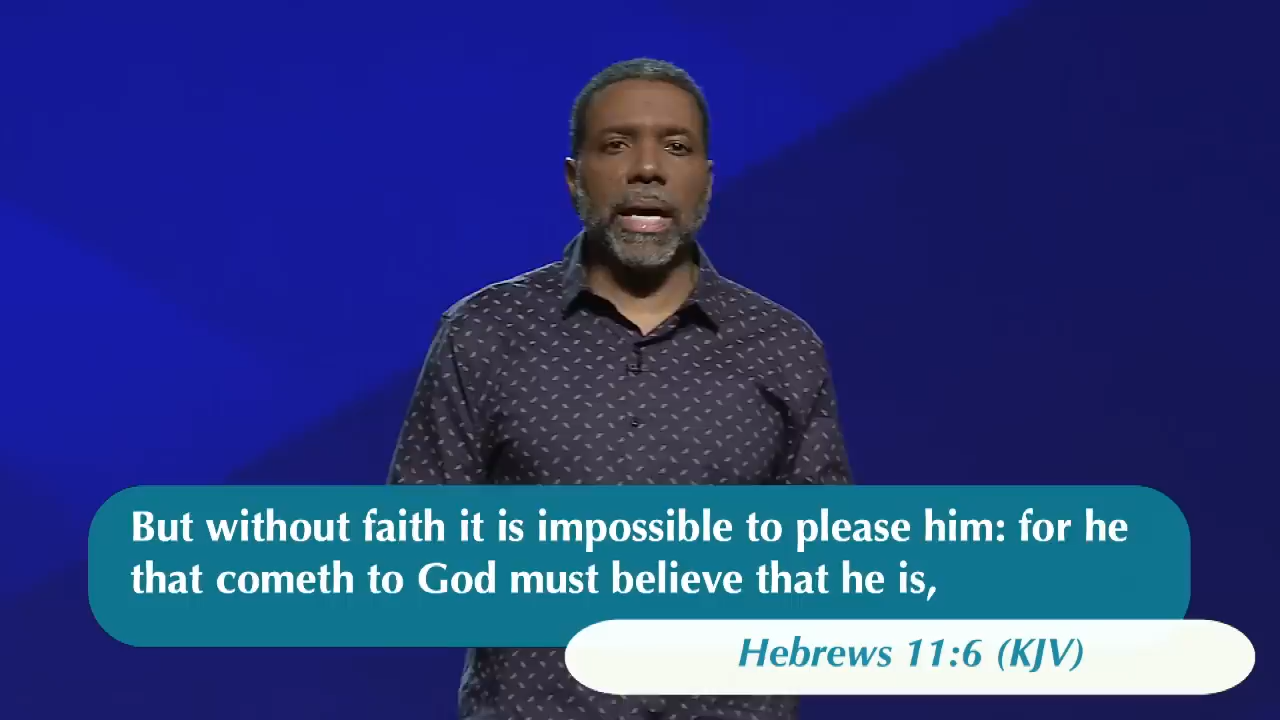 But without faith it is impossible to please him: for he
that cometh to God must believe that he is,
Hebrews 11:6 (KJV)